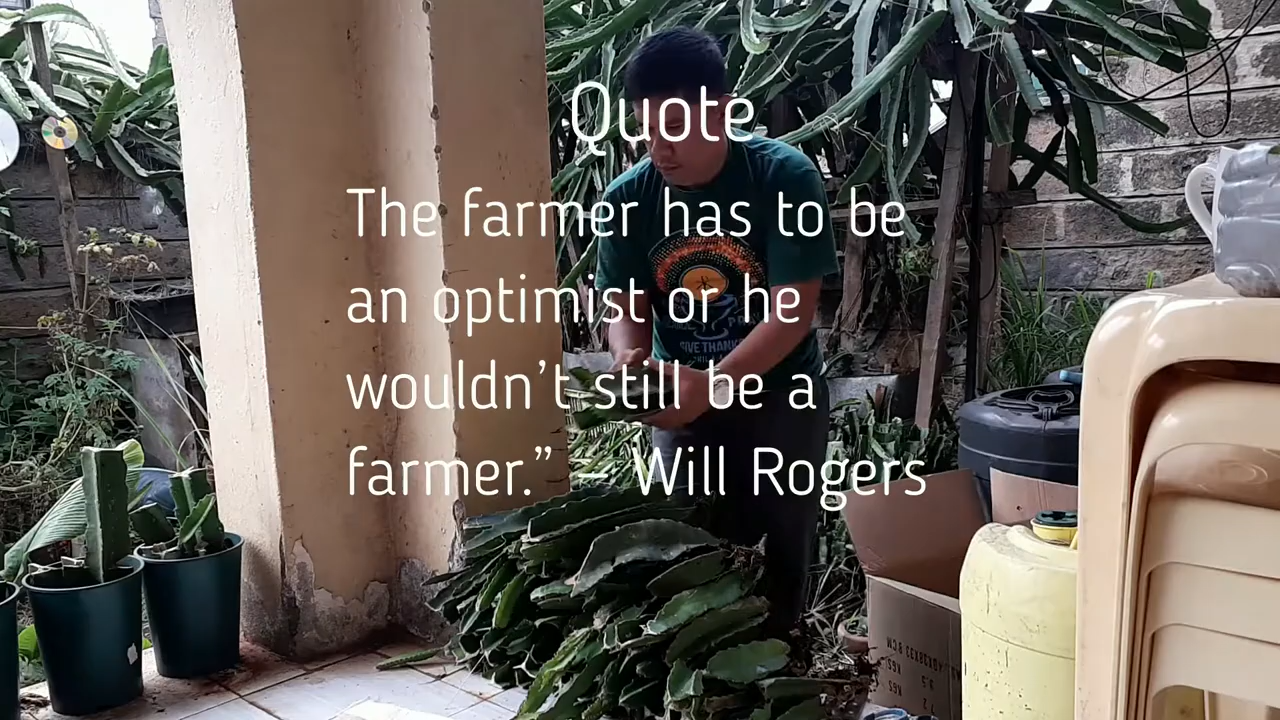 Quote
The farmer has to be
an optimist or he
wouldn’t still be a
farmer.” – Will Rogers